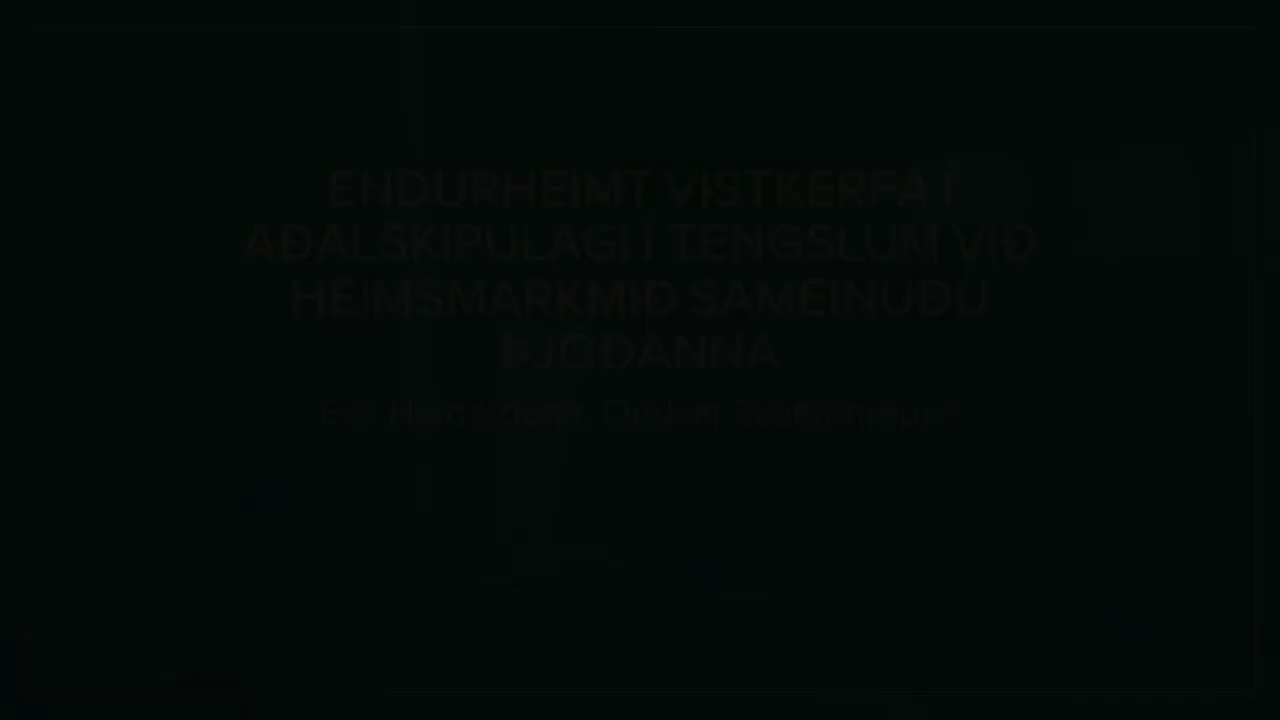 ENDURHEIMT VISTKERFA Í
AÐALSKIPULAGI Í TENGSLUM VIÐ
HEIMSMARKMIÐ SAMEINUÐU
ÞJÓÐANNA